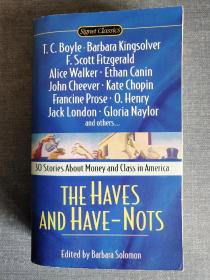 Signet Classics
T. C. Boyle · Barbara Kingsolver
F. Scott Fitzgerald
Alice Walker · Ethan Canin
John Cheever · Kate Chopin
Francine Prose · O. Henry
Jack London · Gloria Naylor
and others...
30 Stories About Money and Class in America
THE HAVES
AND HAVE-NOTS
Edited by Barbara Solomon